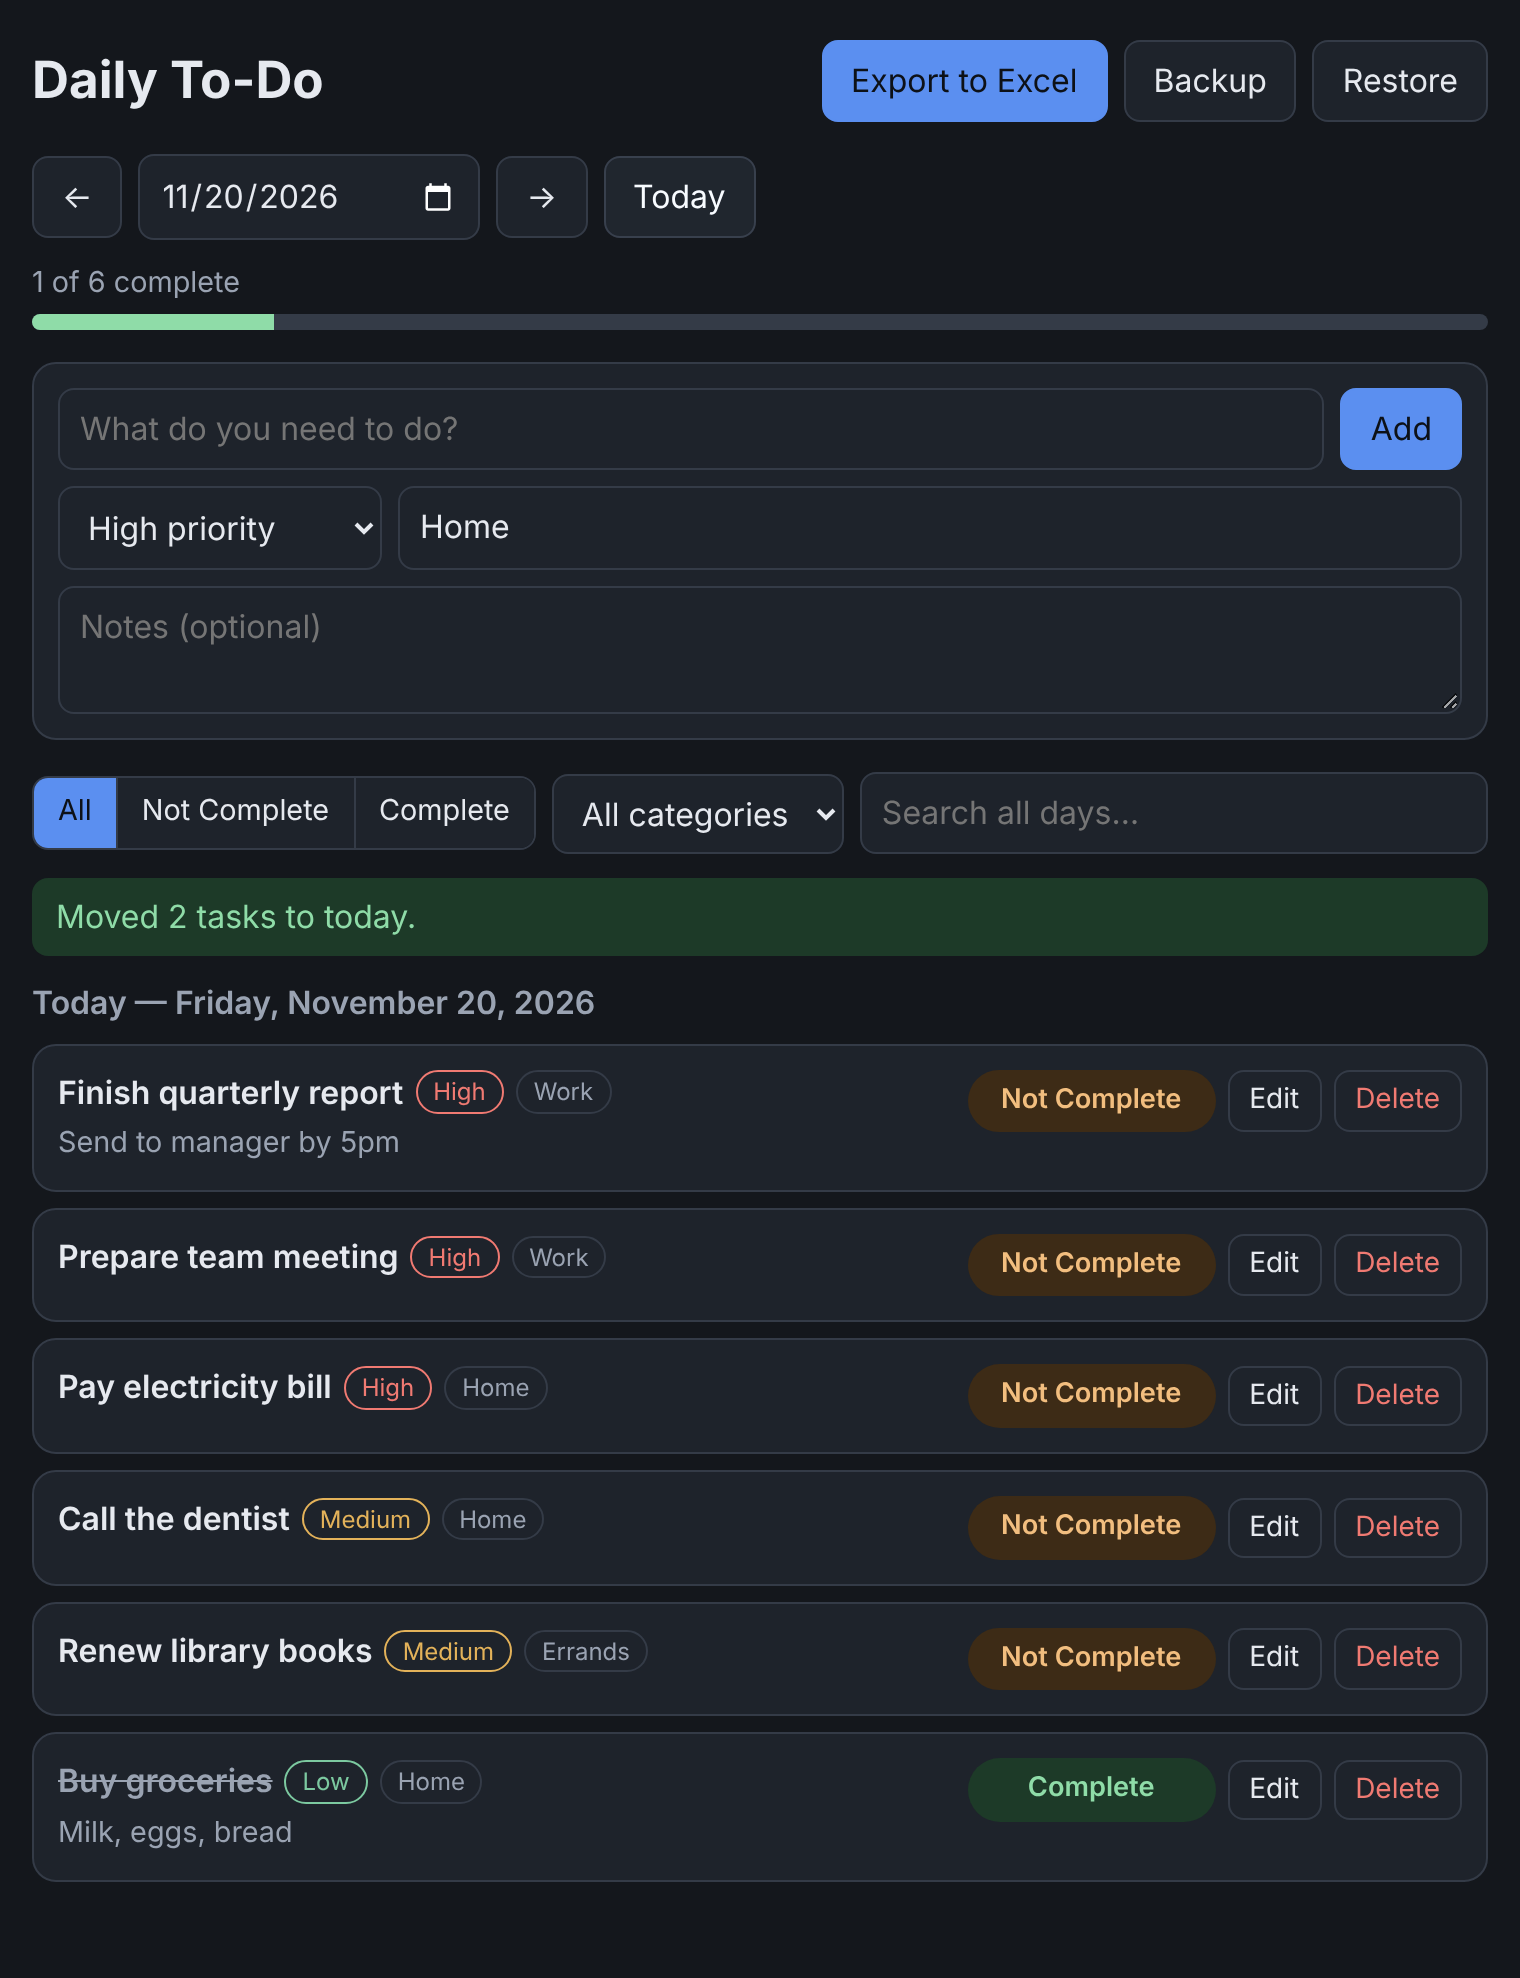 Daily To-Do
Export to Excel
Backup
Restore
←
11/20/2026
→
Today
1 of 6 complete
What do you need to do?
Add
High priority
Home
Notes (optional)
All
Not Complete
Complete
All categories
Search all days...
Moved 2 tasks to today.
Today — Friday, November 20, 2026
Finish quarterly report High Work Not Complete Edit Delete
Send to manager by 5pm
Prepare team meeting High Work Not Complete Edit Delete
Pay electricity bill High Home Not Complete Edit Delete
Call the dentist Medium Home Not Complete Edit Delete
Renew library books Medium Errands Not Complete Edit Delete
Buy groceries Low Home Complete Edit Delete
Milk, eggs, bread